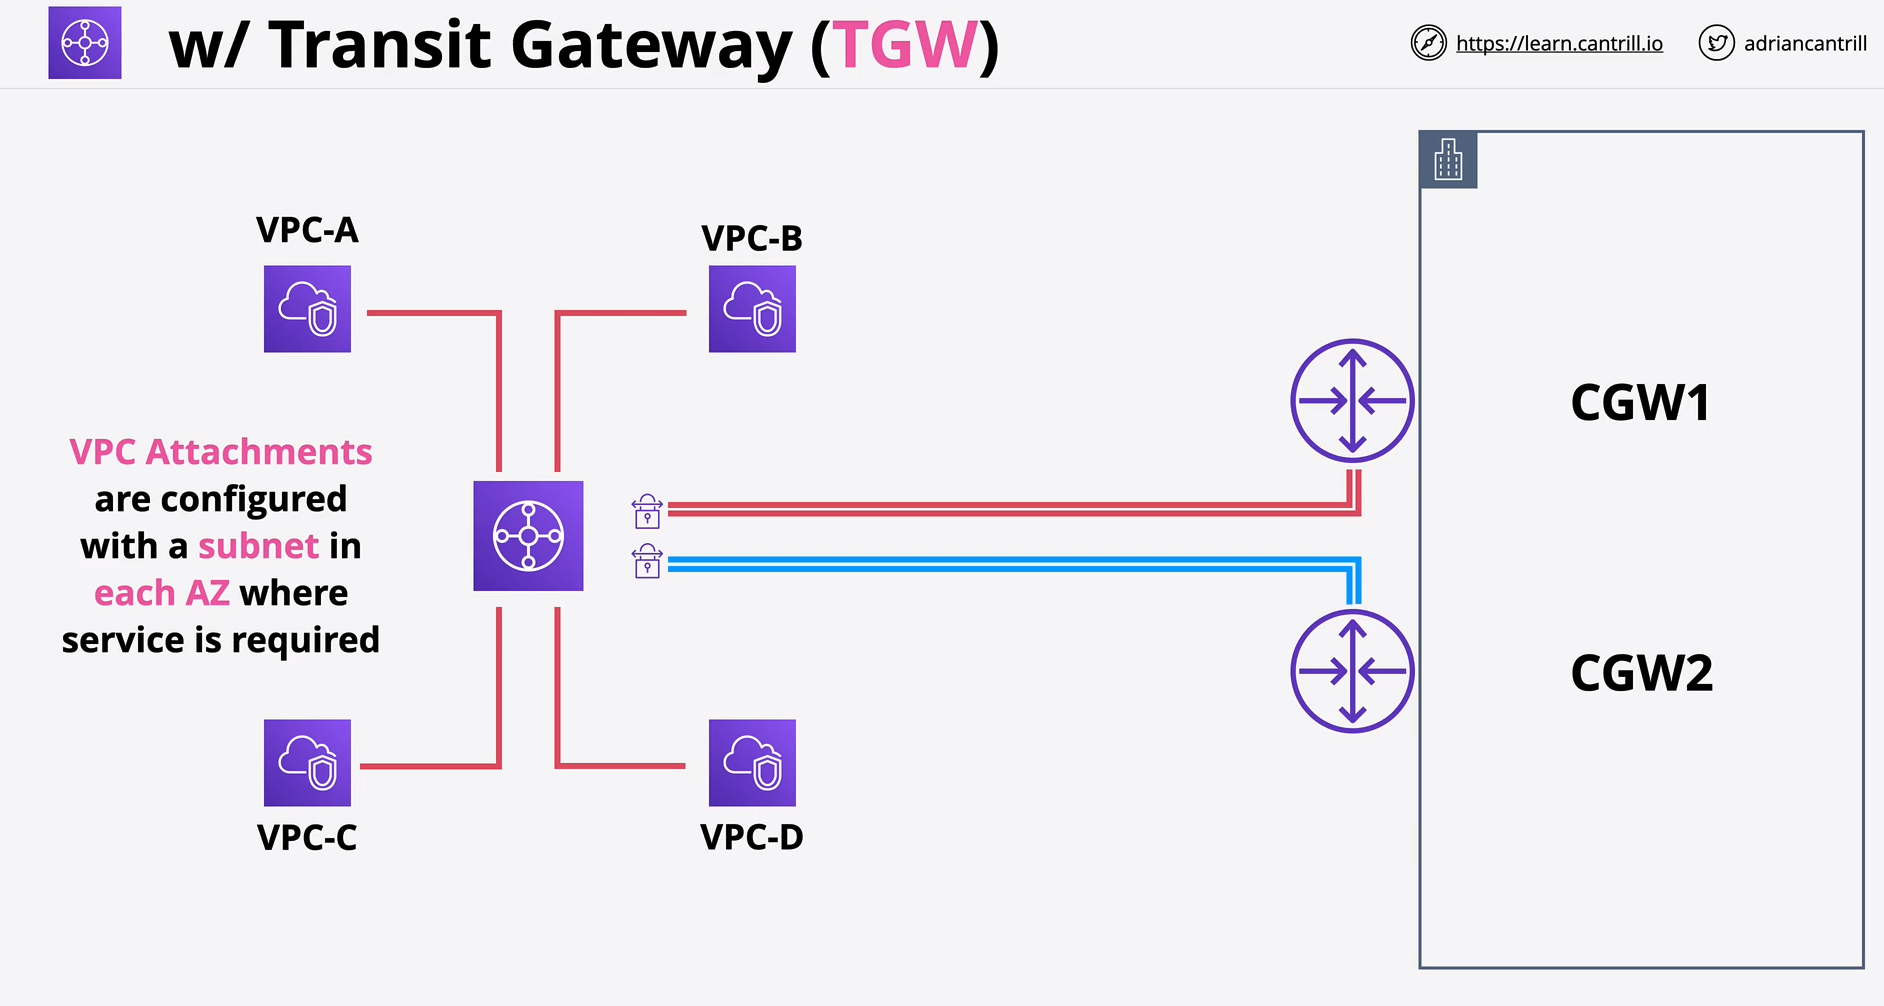 w/ Transit Gateway (TGW)
https://learn.cantrill.io
adriancantrill
VPC-A
VPC-B
VPC Attachments
are configured
with a subnet in
each AZ where
service is required
CGW1
CGW2
VPC-C
VPC-D